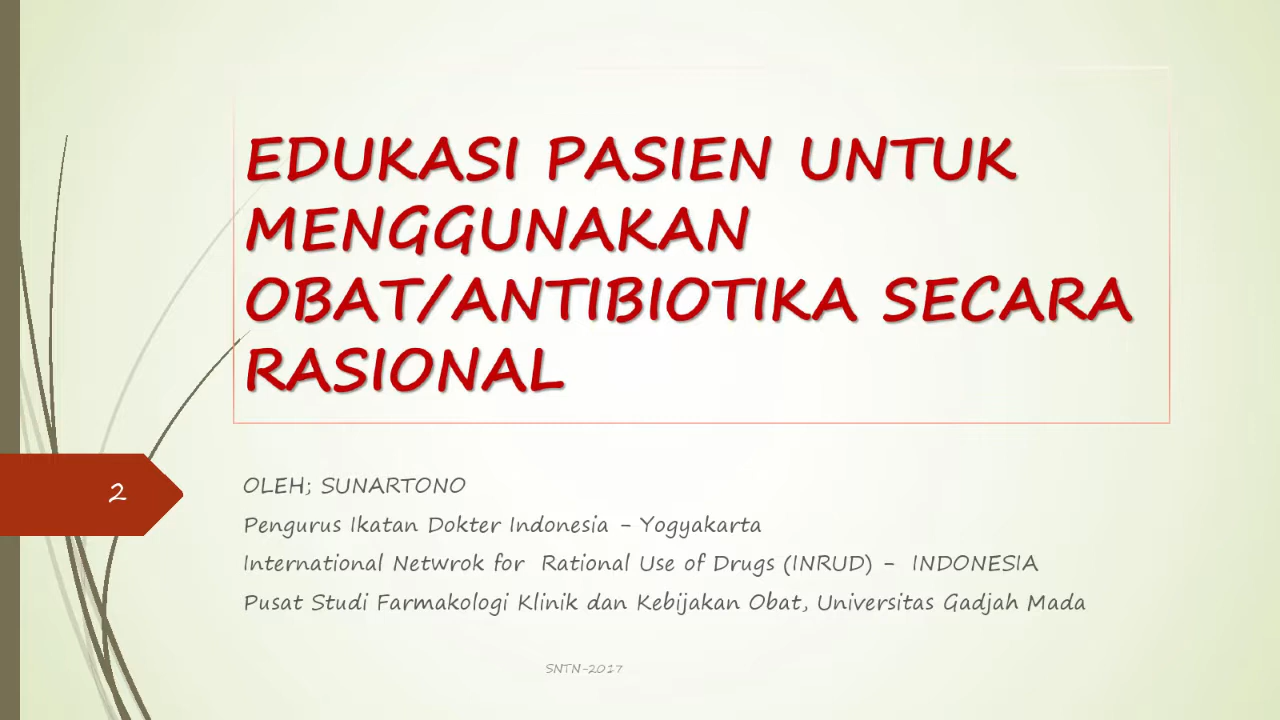 EDUKASI PASIEN UNTUK
MENGGUNAKAN
OBAT/ANTIBIOTIKA SECARA
RASIONAL
2
OLEH; SUNARTONO
Pengurus Ikatan Dokter Indonesia - Yogyakarta
International Netwrok for Rational Use of Drugs (INRUD) - INDONESIA
Pusat Studi Farmakologi Klinik dan Kebijakan Obat, Universitas Gadjah Mada
SNTN-2017